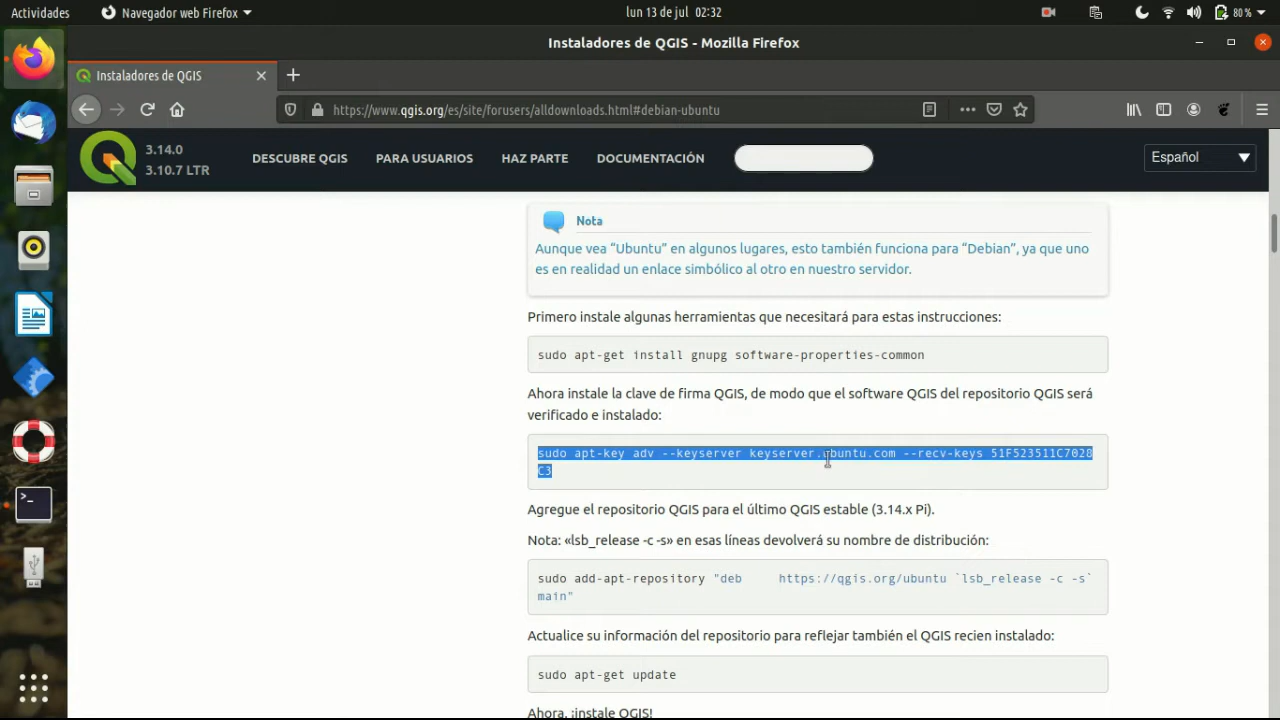 Actividades Navegador web Firefox lun 13 de jul 02:32 80 %
Instaladores de QGIS - Mozilla Firefox
Instaladores de QGIS
https://www.qgis.org/es/site/forusers/alldownloads.html#debian-ubuntu
3.14.0
3.10.7 LTR
DESCUBRE QGIS PARA USUARIOS HAZ PARTE DOCUMENTACIÓN Español
Nota
Aunque vea “Ubuntu” en algunos lugares, esto también funciona para “Debian”, ya que uno
es en realidad un enlace simbólico al otro en nuestro servidor.
Primero instale algunas herramientas que necesitará para estas instrucciones:
sudo apt-get install gnupg software-properties-common
Ahora instale la clave de firma QGIS, de modo que el software QGIS del repositorio QGIS será
verificado e instalado:
sudo apt-key adv --keyserver keyserver.ubuntu.com --recv-keys 51F523511C7028
C3
Agregue el repositorio QGIS para el último QGIS estable (3.14.x Pi).
Nota: «lsb_release -c -s» en esas líneas devolverá su nombre de distribución:
sudo add-apt-repository "deb     https://qgis.org/ubuntu `lsb_release -c -s`
main"
Actualice su información del repositorio para reflejar también el QGIS recien instalado:
sudo apt-get update
Ahora, ¡instale QGIS!